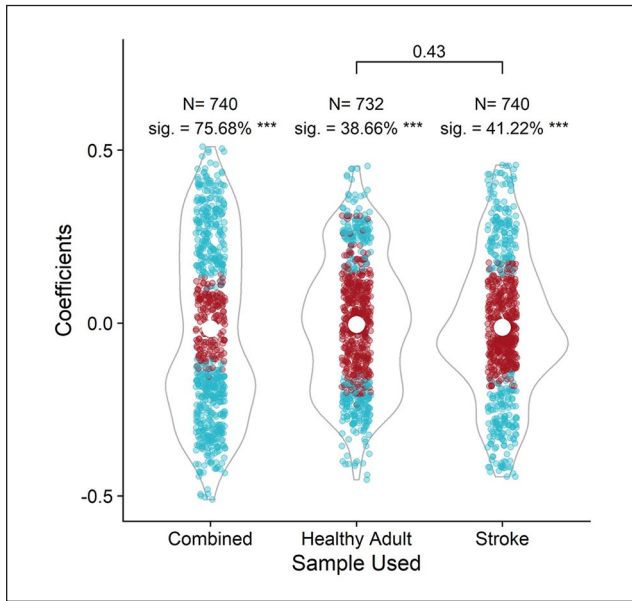 0.43
N= 740
N= 732
N= 740
sig. = 75.68% ***
sig. = 38.66% ***
sig. = 41.22% ***
0.5
0.0
-0.5
Coefficients
Combined
Healthy Adult
Stroke
Sample Used